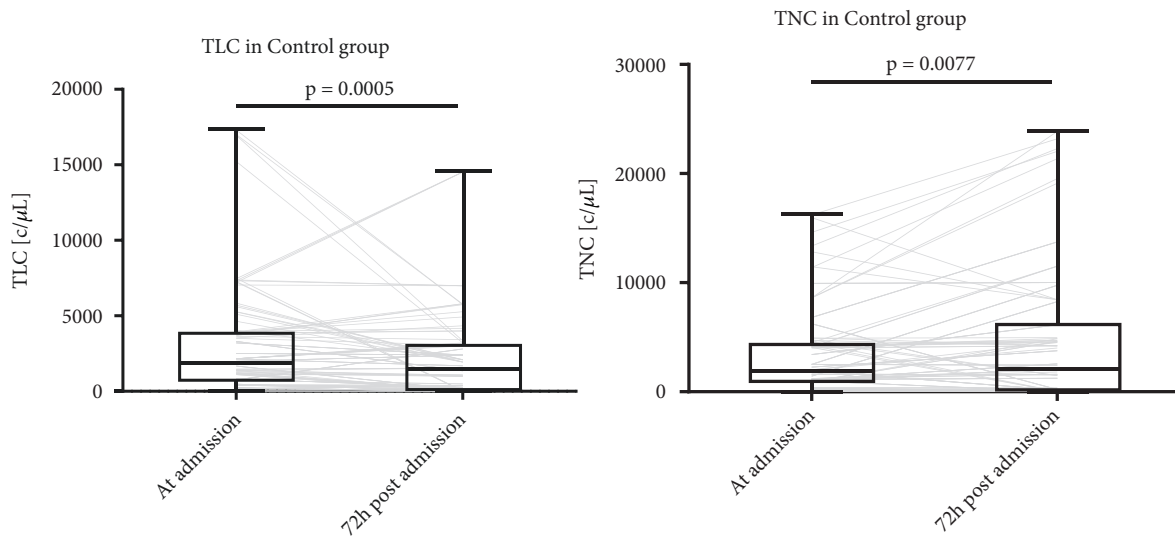 TLC in Control group
p = 0.0005
TLC [c/μL]
20000
15000
10000
5000
0
At admission
72h post admission
TNC in Control group
p = 0.0077
TNC [c/μL]
30000
20000
10000
0
At admission
72h post admission